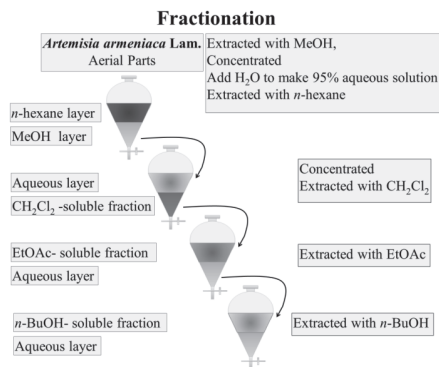 Fractionation
Artemisia armeniaca Lam.
Aerial Parts
Extracted with MeOH,
Concentrated
Add H₂O to make 95% aqueous solution
Extracted with n-hexane
n-hexane layer
MeOH layer
Aqueous layer
CH₂Cl₂ -soluble fraction
Concentrated
Extracted with CH₂Cl₂
EtOAc- soluble fraction
Aqueous layer
Extracted with EtOAc
n-BuOH- soluble fraction
Aqueous layer
Extracted with n-BuOH